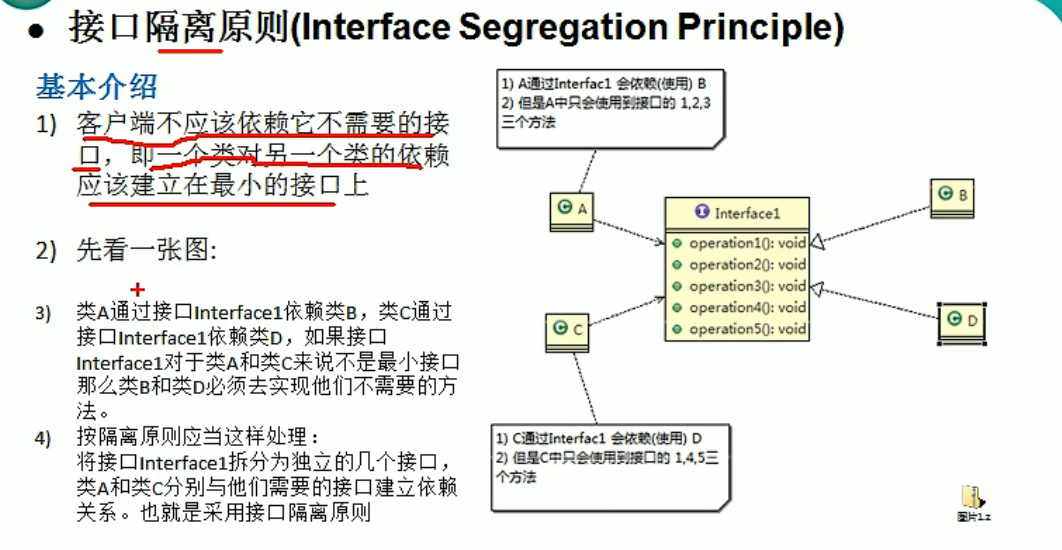 ● 接口隔离原则(Interface Segregation Principle)
基本介绍
1) 客户端不应该依赖它不需要的接
口，即一个类对另一个类的依赖
应该建立在最小的接口上
2) 先看一张图:
3) 类A通过接口Interface1依赖类B，类C通过
接口Interface1依赖类D，如果接口
Interface1对于类A和类C来说不是最小接口
那么类B和类D必须去实现他们不需要的方
法。
4) 按隔离原则应当这样处理：
将接口Interface1拆分为独立的几个接口，
类A和类C分别与他们需要的接口建立依赖
关系。也就是采用接口隔离原则
1) A通过Interfac1 会依赖(使用) B
2) 但是A中只会使用到接口的 1,2,3
三个方法
C A
I Interface1
operation1(): void
operation2(): void
operation3(): void
operation4(): void
operation5(): void
C B
C C
C D
1) C通过Interfac1 会依赖(使用) D
2) 但是C中只会使用到接口的 1,4,5三
个方法
图片1.z